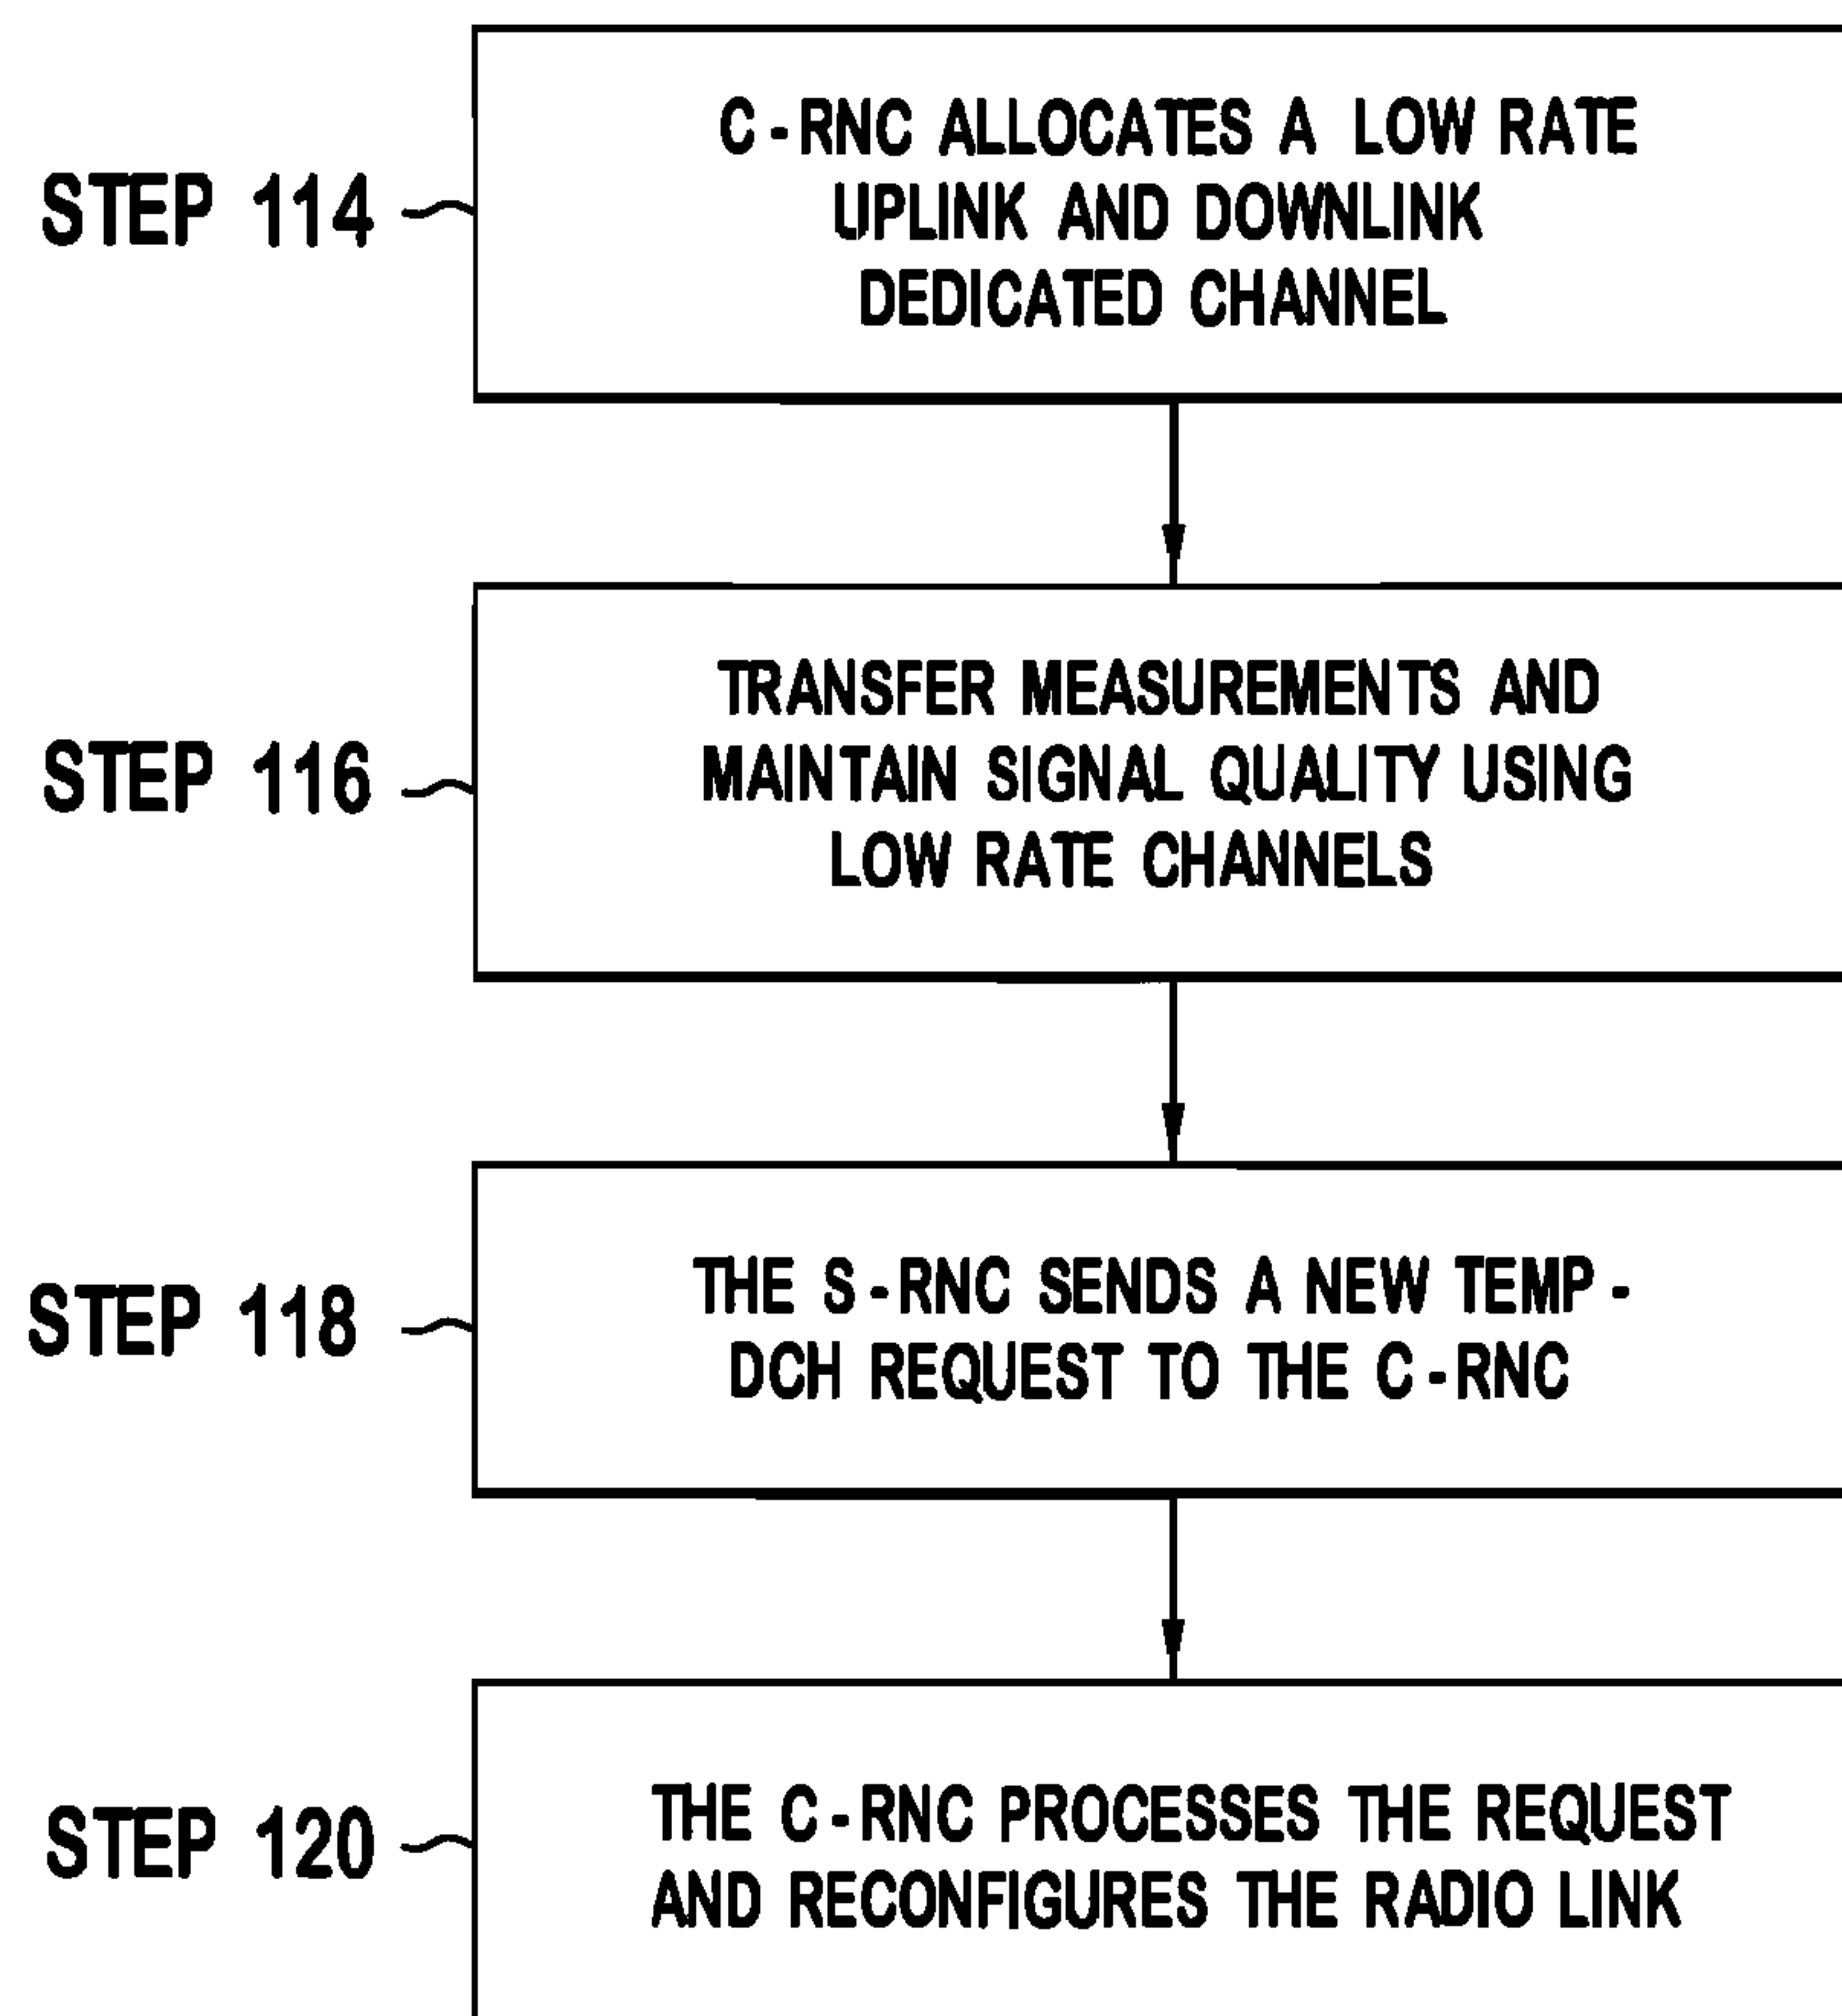 C-RNC ALLOCATES A LOW RATE
UPLINK AND DOWNLINK
DEDICATED CHANNEL
STEP 114
TRANSFER MEASUREMENTS AND
MAINTAIN SIGNAL QUALITY USING
LOW RATE CHANNELS
STEP 116
THE S-RNC SENDS A NEW TEMP-
DCH REQUEST TO THE C-RNC
STEP 118
THE C-RNC PROCESSES THE REQUEST
AND RECONFIGURES THE RADIO LINK
STEP 120